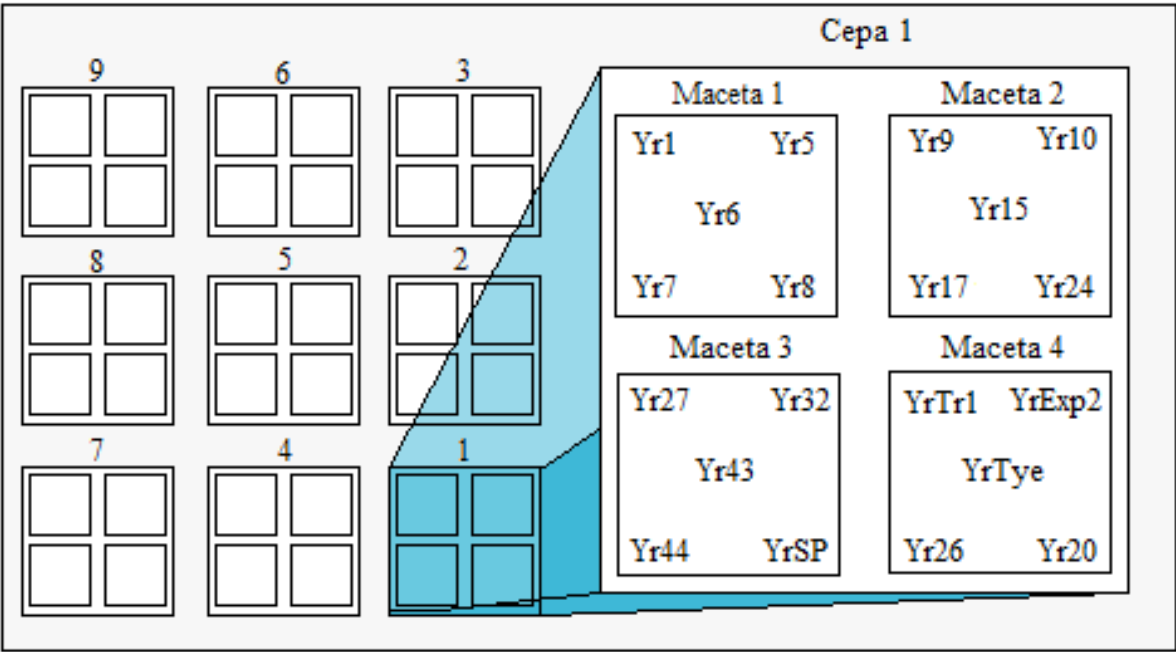 Cepa 1
9 6 3
8 5 2
7 4 1
Maceta 1 Maceta 2
Yr1 Yr5 Yr9 Yr10
Yr6 Yr15
Yr7 Yr8 Yr17 Yr24
Maceta 3 Maceta 4
Yr27 Yr32 YrTr1 YrExp2
Yr43 YrTye
Yr44 YrSP Yr26 Yr20